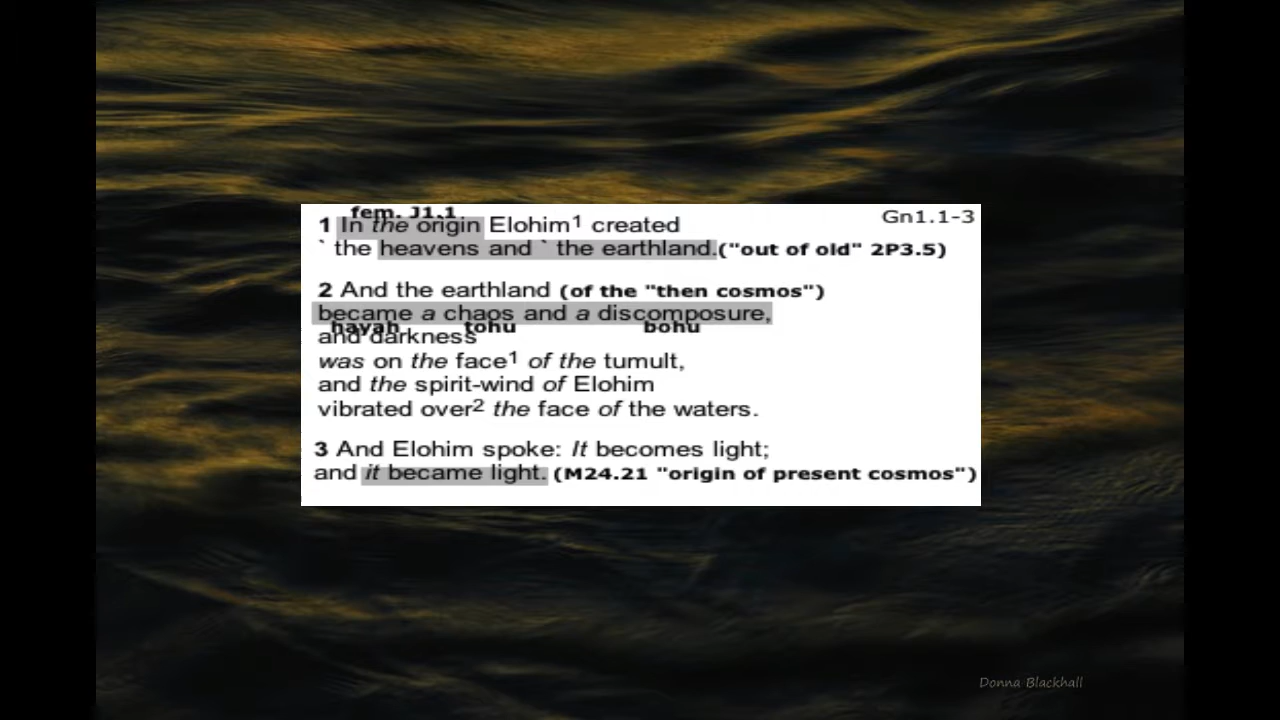 fem. J1.1
Gn1.1-3
1 In the origin Elohim1 created
` the heavens and ` the earthland.("out of old" 2P3.5)
2 And the earthland (of the "then cosmos")
became a chaos and a discomposure,
hayah tohu bohu
and darkness
was on the face1 of the tumult,
and the spirit-wind of Elohim
vibrated over2 the face of the waters.
3 And Elohim spoke: It becomes light;
and it became light. (M24.21 "origin of present cosmos")
Donna Blackhall